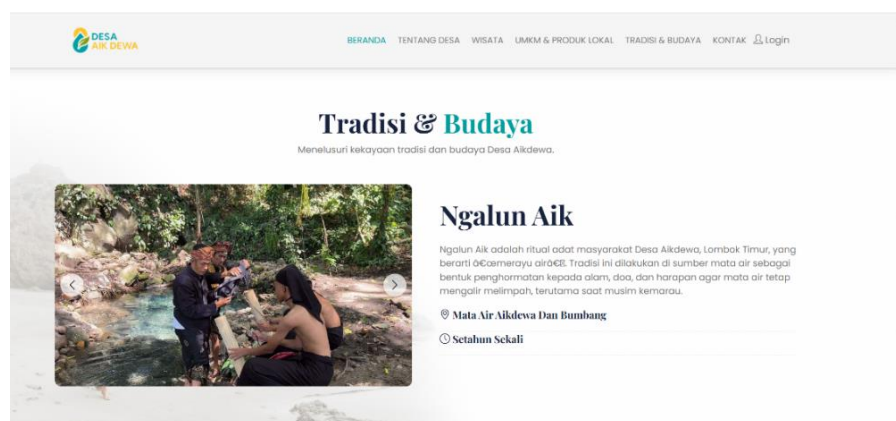 DESA
AIK DEWA
BERANDA TENTANG DESA WISATA UMKM & PRODUK LOKAL TRADISI & BUDAYA KONTAK Login
Tradisi & Budaya
Menelusuri kekayaan tradisi dan budaya Desa Aikdewa.
Ngalun Aik
Ngalun Aik adalah ritual adat masyarakat Desa Aikdewa, Lombok Timur, yang
berarti â€œmerayu airâ€. Tradisi ini dilakukan di sumber mata air sebagai
bentuk penghormatan kepada alam, doa, dan harapan agar mata air tetap
mengalir melimpah, terutama saat musim kemarau.
Mata Air Aikdewa Dan Bumbang
Setahun Sekali